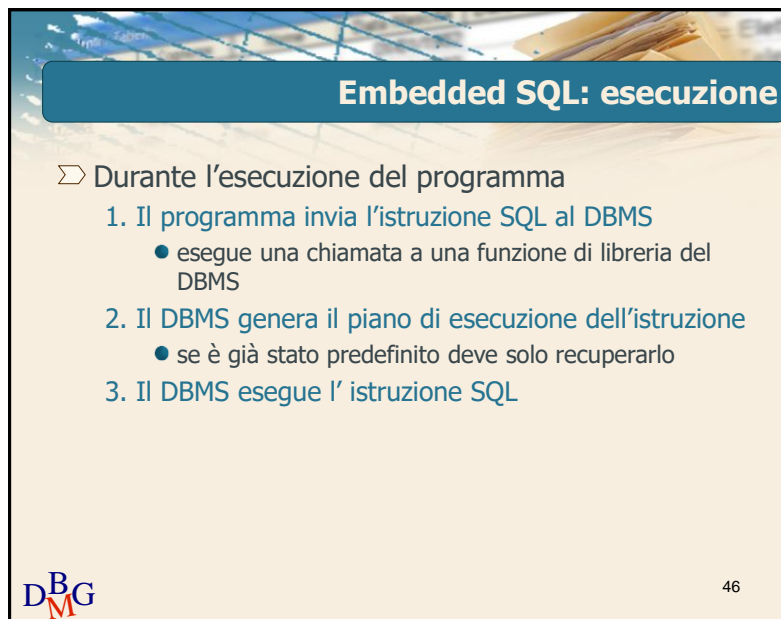 Embedded SQL: esecuzione
Durante l'esecuzione del programma
1. Il programma invia l'istruzione SQL al DBMS
esegue una chiamata a una funzione di libreria del
DBMS
2. Il DBMS genera il piano di esecuzione dell'istruzione
se è già stato predefinito deve solo recuperarlo
3. Il DBMS esegue l' istruzione SQL
DBMG
46